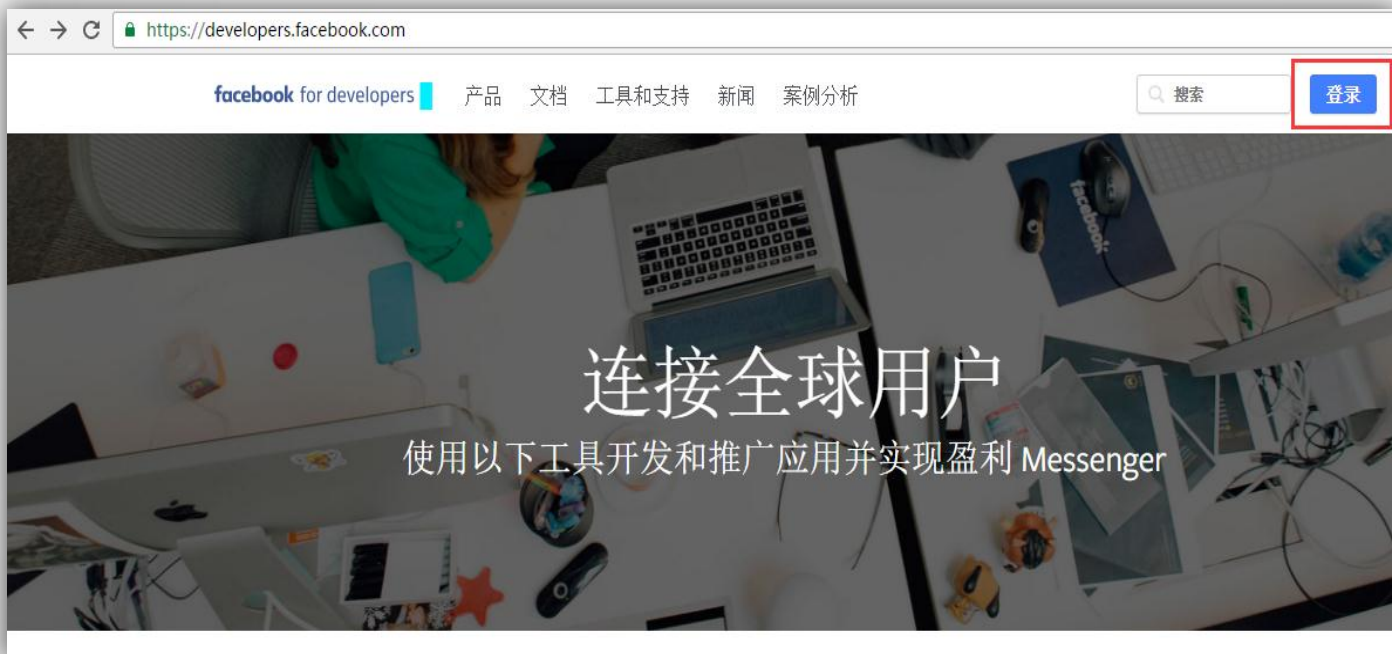 https://developers.facebook.com
facebook for developers 产品 文档 工具和支持 新闻 案例分析 搜索 登录
facebook
连接全球用户
使用以下工具开发和推广应用并实现盈利 Messenger